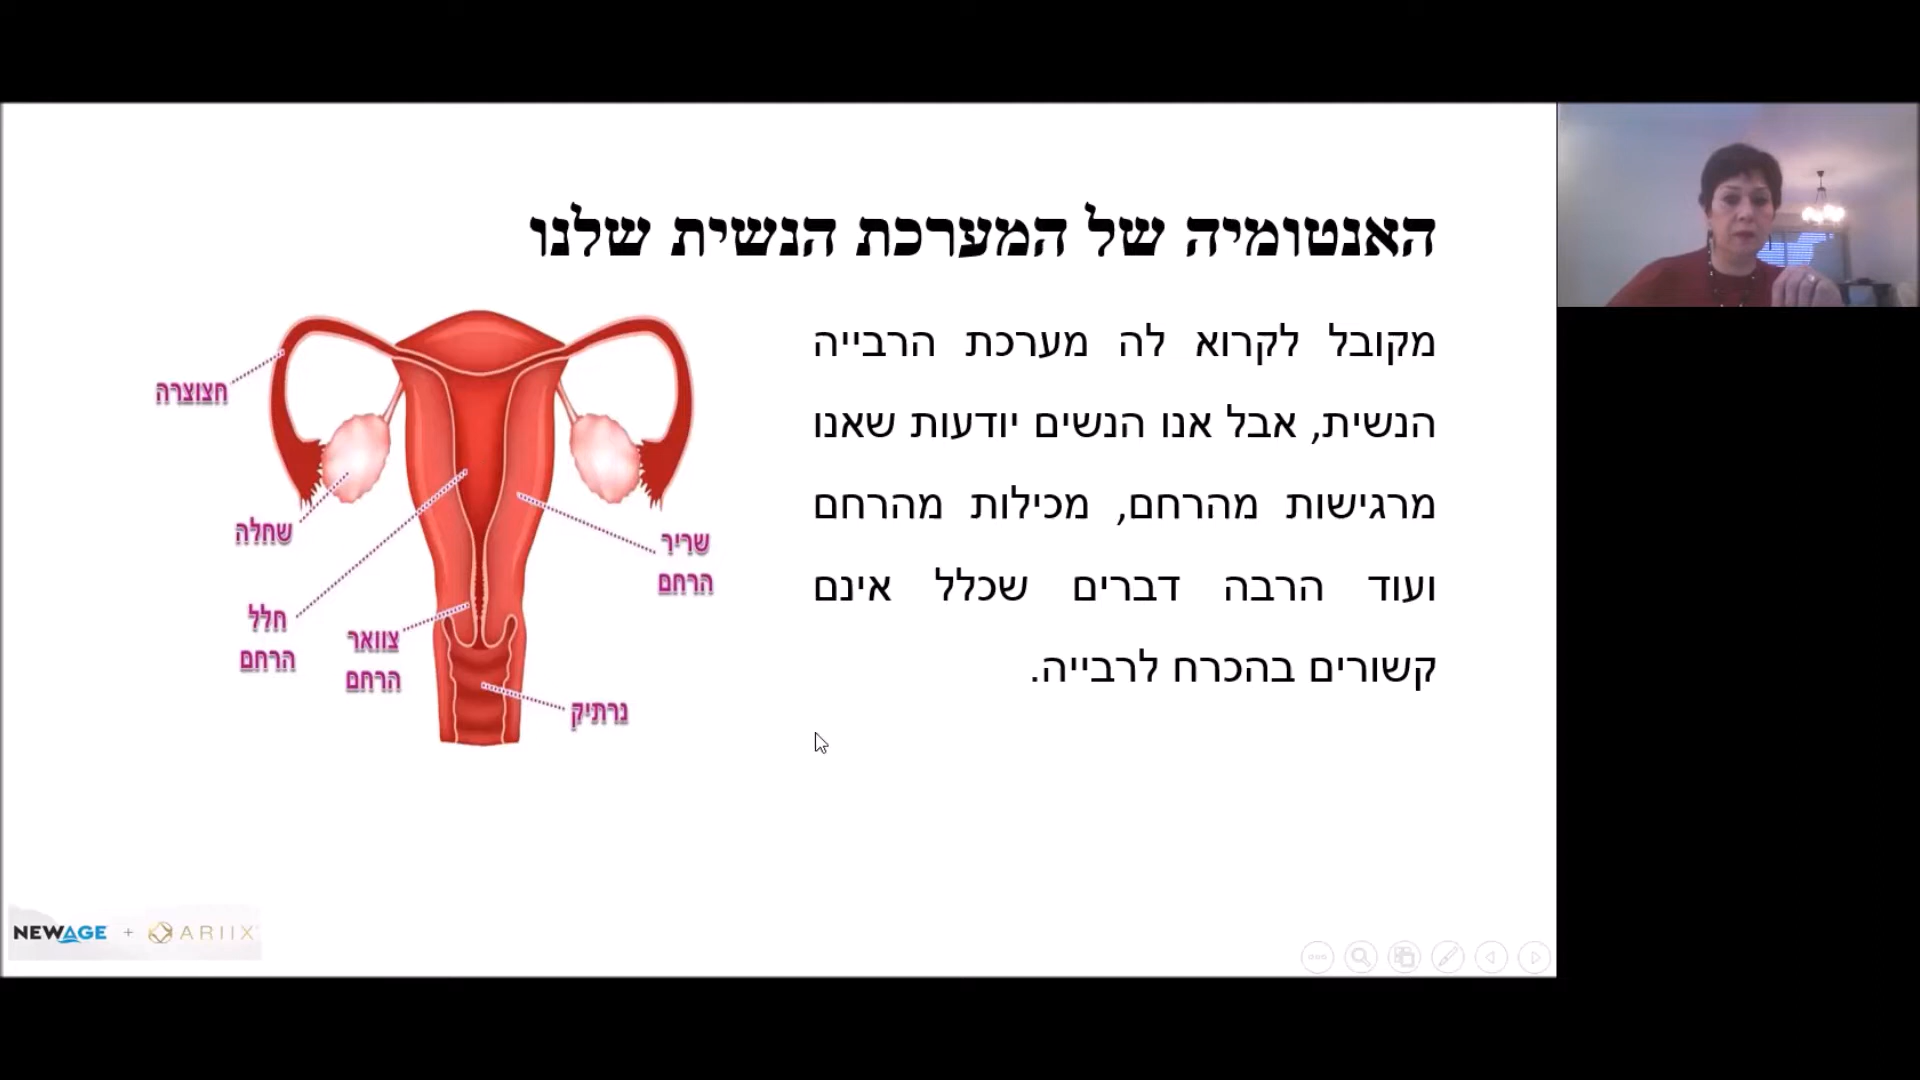 האנטומיה של המערכת הנשית שלנו
מקובל לקרוא לה מערכת הרבייה
הנשית, אבל אנו הנשים יודעות שאנו
מרגישות מהרחם, מכילות מהרחם
ועוד הרבה דברים שכלל אינם
קשורים בהכרח לרבייה.
חצוצרה
שחלה
שריר
הרחם
חלל
הרחם
צוואר
הרחם
נרתיק
NEWAGE + ARIIX